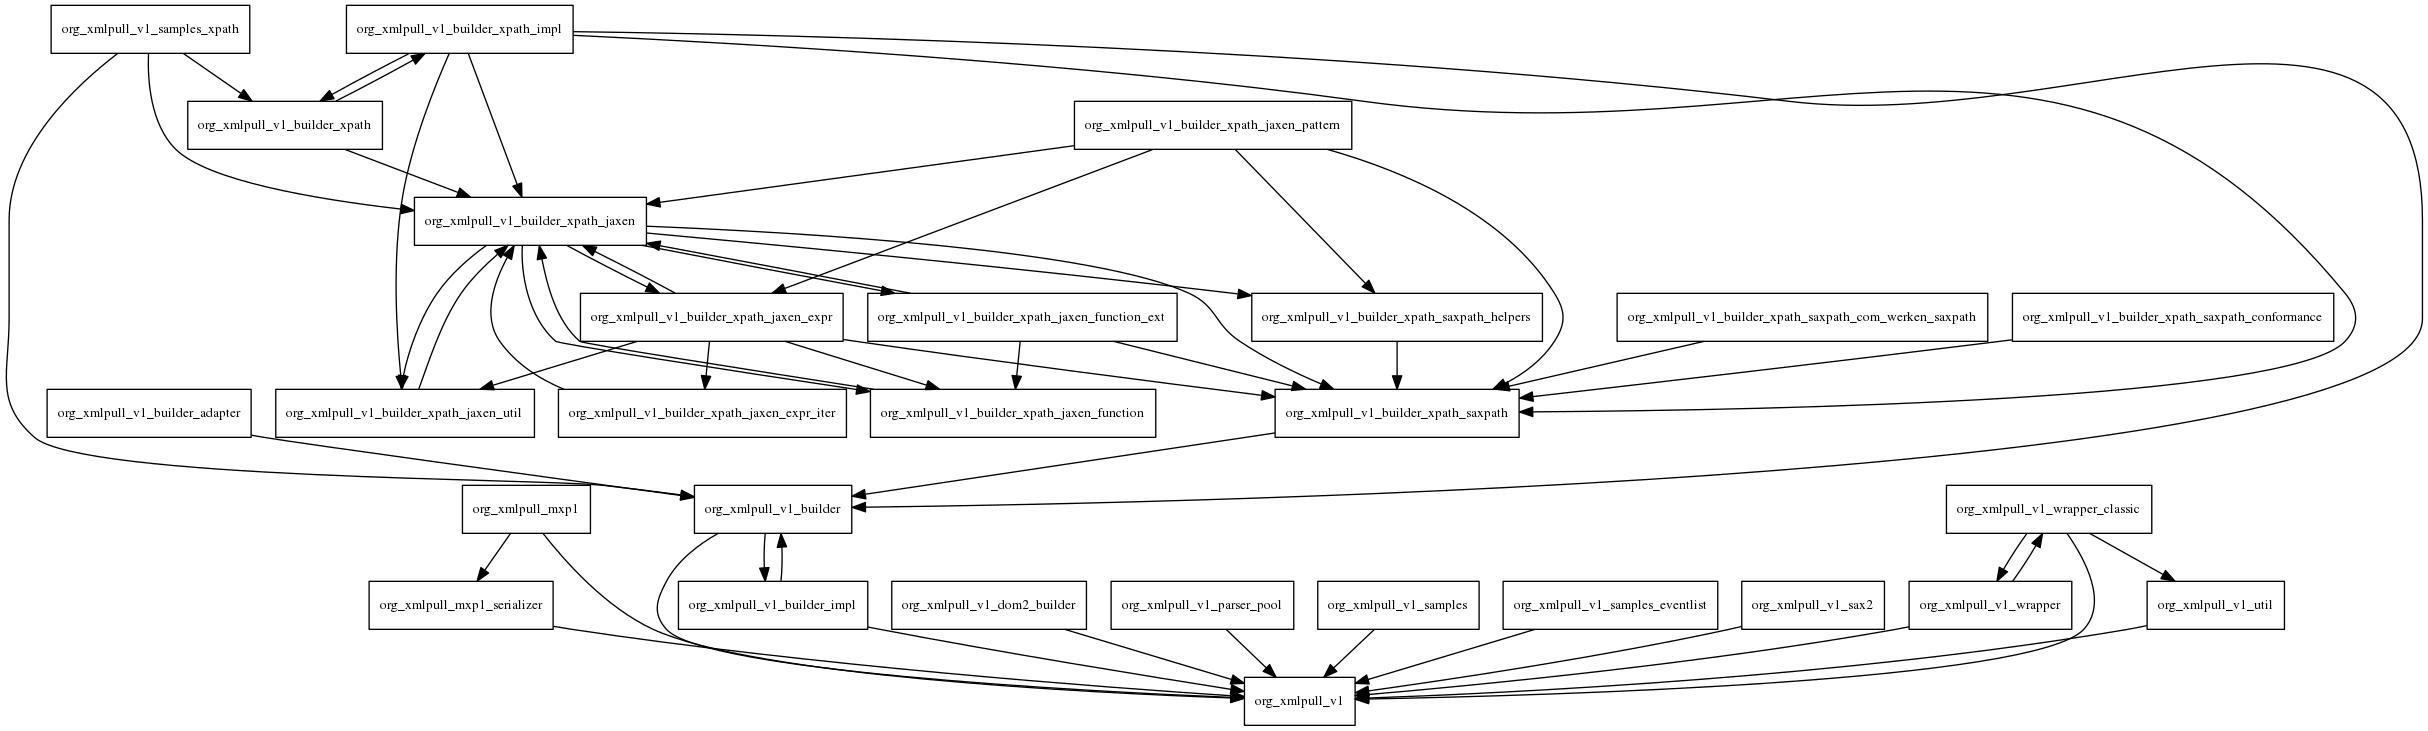 org_xmlpull_v1_samples_xpath
org_xmlpull_v1_builder_xpath_impl
org_xmlpull_v1_builder_xpath
org_xmlpull_v1_builder_xpath_jaxen_pattern
org_xmlpull_v1_builder_xpath_jaxen
org_xmlpull_v1_builder_xpath_jaxen_expr
org_xmlpull_v1_builder_xpath_jaxen_function_ext
org_xmlpull_v1_builder_xpath_saxpath_helpers
org_xmlpull_v1_builder_xpath_saxpath_com_werken_saxpath
org_xmlpull_v1_builder_xpath_saxpath_conformance
org_xmlpull_v1_builder_adapter
org_xmlpull_v1_builder_xpath_jaxen_util
org_xmlpull_v1_builder_xpath_jaxen_expr_iter
org_xmlpull_v1_builder_xpath_jaxen_function
org_xmlpull_v1_builder_xpath_saxpath
org_xmlpull_mxp1
org_xmlpull_v1_builder
org_xmlpull_v1_wrapper_classic
org_xmlpull_mxp1_serializer
org_xmlpull_v1_builder_impl
org_xmlpull_v1_dom2_builder
org_xmlpull_v1_parser_pool
org_xmlpull_v1_samples
org_xmlpull_v1_samples_eventlist
org_xmlpull_v1_sax2
org_xmlpull_v1_wrapper
org_xmlpull_v1_util
org_xmlpull_v1